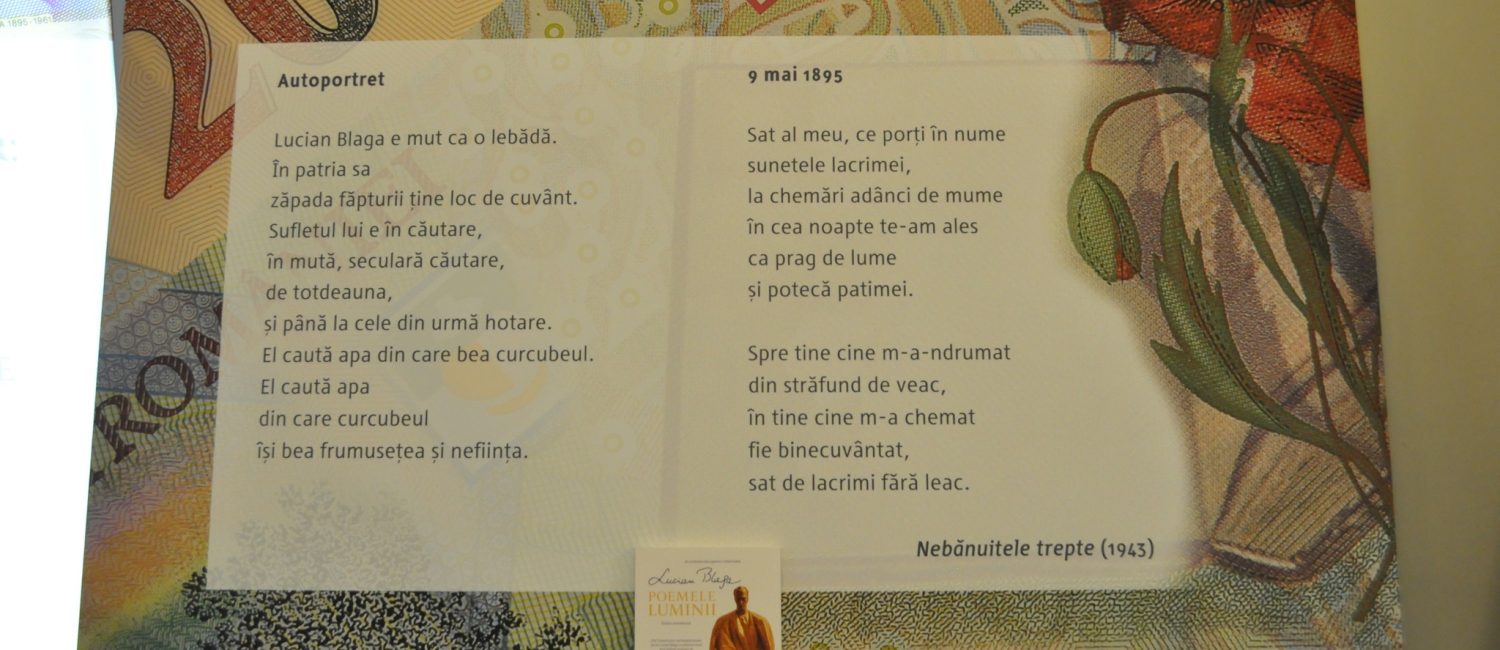 A 1895-1961
Autoportret
Lucian Blaga e mut ca o lebădă.
În patria sa
zăpada făpturii ține loc de cuvânt.
Sufletul lui e în căutare,
în mută, seculară căutare,
de totdeauna,
și până la cele din urmă hotare.
El caută apa din care bea curcubeul.
El caută apa
din care curcubeul
își bea frumusețea și neființa.
9 mai 1895
Sat al meu, ce porți în nume
sunetele lacrimei,
la chemări adânci de mume
în cea noapte te-am ales
ca prag de lume
și potecă patimei.
Spre tine cine m-a-ndrumat
din străfund de veac,
în tine cine m-a chemat
fie binecuvântat,
sat de lacrimi fără leac.
Nebănuitele trepte (1943)
ROM
Lucian Blaga
POEMELE
LUMINII